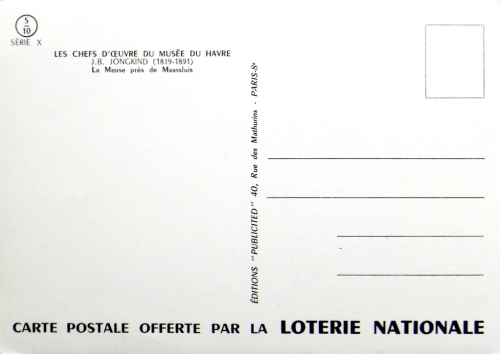 5
10
SÉRIE X
LES CHEFS D'ŒUVRE DU MUSÉE DU HAVRE
J.B. JONGKIND (1819-1891)
La Meuse près de Maassluis
ÉDITIONS "PUBLICITED" 40, Rue des Mathurins - PARIS-8e
CARTE POSTALE OFFERTE PAR LA LOTERIE NATIONALE